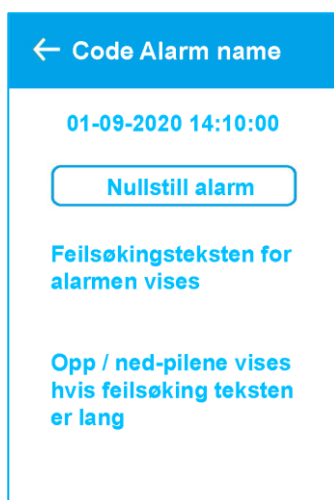 Code Alarm name
01-09-2020 14:10:00
Nullstill alarm
Feilsøkingsteksten for
alarmen vises
Opp / ned-pilene vises
hvis feilsøking teksten
er lang